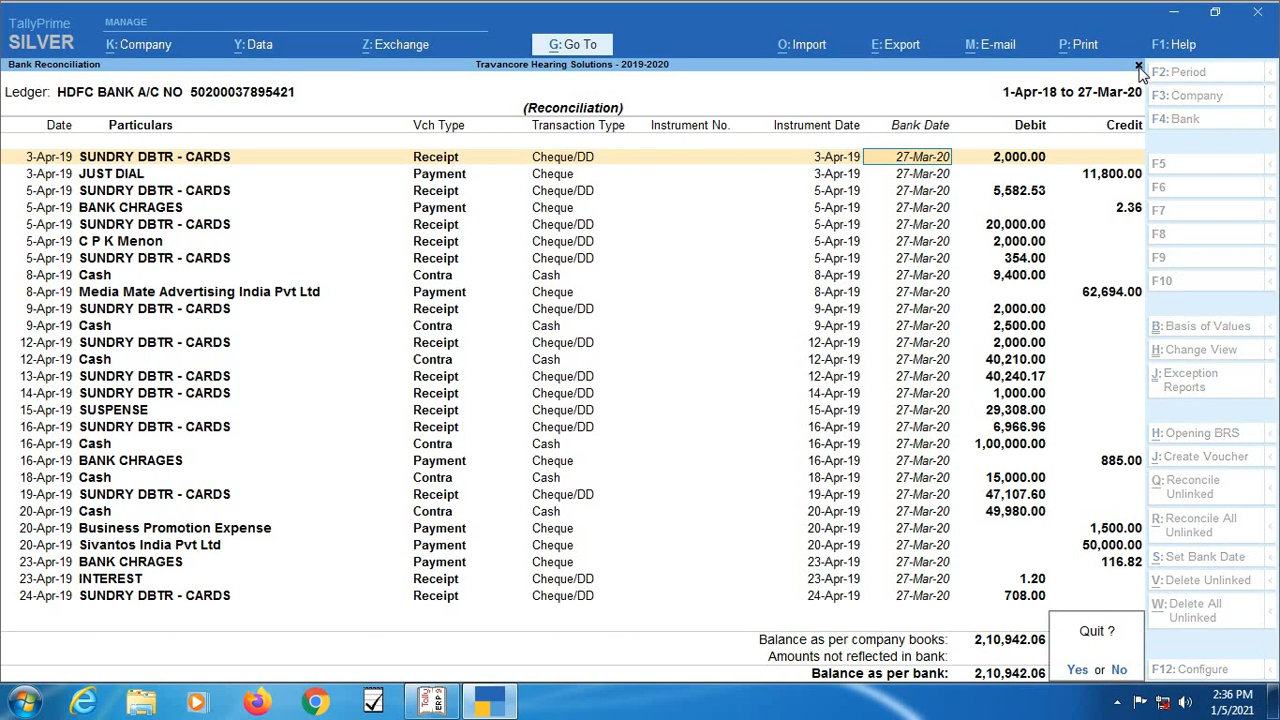 TallyPrime
SILVER
MANAGE
K: Company Y: Data Z: Exchange G: Go To O: Import E: Export M: E-mail P: Print F1: Help
Bank Reconciliation Travancore Hearing Solutions - 2019-2020
Ledger: HDFC BANK A/C NO 50200037895421 1-Apr-18 to 27-Mar-20
(Reconciliation)
Date Particulars Vch Type Transaction Type Instrument No. Instrument Date Bank Date Debit Credit
3-Apr-19 SUNDRY DBTR - CARDS Receipt Cheque/DD 3-Apr-19 27-Mar-20 2,000.00
3-Apr-19 JUST DIAL Payment Cheque 3-Apr-19 27-Mar-20 11,800.00
5-Apr-19 SUNDRY DBTR - CARDS Receipt Cheque/DD 5-Apr-19 27-Mar-20 5,582.53
5-Apr-19 BANK CHRAGES Payment Cheque 5-Apr-19 27-Mar-20 2.36
5-Apr-19 SUNDRY DBTR - CARDS Receipt Cheque/DD 5-Apr-19 27-Mar-20 20,000.00
5-Apr-19 C P K Menon Receipt Cheque/DD 5-Apr-19 27-Mar-20 2,000.00
5-Apr-19 SUNDRY DBTR - CARDS Receipt Cheque/DD 5-Apr-19 27-Mar-20 354.00
8-Apr-19 Cash Contra Cash 8-Apr-19 27-Mar-20 9,400.00
8-Apr-19 Media Mate Advertising India Pvt Ltd Payment Cheque 8-Apr-19 27-Mar-20 62,694.00
9-Apr-19 SUNDRY DBTR - CARDS Receipt Cheque/DD 9-Apr-19 27-Mar-20 2,000.00
9-Apr-19 Cash Contra Cash 9-Apr-19 27-Mar-20 2,500.00
12-Apr-19 SUNDRY DBTR - CARDS Receipt Cheque/DD 12-Apr-19 27-Mar-20 2,000.00
12-Apr-19 Cash Contra Cash 12-Apr-19 27-Mar-20 40,210.00
13-Apr-19 SUNDRY DBTR - CARDS Receipt Cheque/DD 12-Apr-19 27-Mar-20 40,240.17
14-Apr-19 SUNDRY DBTR - CARDS Receipt Cheque/DD 14-Apr-19 27-Mar-20 1,000.00
15-Apr-19 SUSPENSE Receipt Cheque/DD 15-Apr-19 27-Mar-20 29,308.00
16-Apr-19 SUNDRY DBTR - CARDS Receipt Cheque/DD 16-Apr-19 27-Mar-20 6,966.96
16-Apr-19 Cash Contra Cash 16-Apr-19 27-Mar-20 1,00,000.00
16-Apr-19 BANK CHRAGES Payment Cheque 16-Apr-19 27-Mar-20 885.00
18-Apr-19 Cash Contra Cash 18-Apr-19 27-Mar-20 15,000.00
19-Apr-19 SUNDRY DBTR - CARDS Receipt Cheque/DD 19-Apr-19 27-Mar-20 47,107.60
20-Apr-19 Cash Contra Cash 20-Apr-19 27-Mar-20 49,980.00
20-Apr-19 Business Promotion Expense Payment Cheque 20-Apr-19 27-Mar-20 1,500.00
20-Apr-19 Sivantos India Pvt Ltd Payment Cheque 20-Apr-19 27-Mar-20 50,000.00
23-Apr-19 BANK CHRAGES Payment Cheque 23-Apr-19 27-Mar-20 116.82
23-Apr-19 INTEREST Receipt Cheque/DD 23-Apr-19 27-Mar-20 1.20
24-Apr-19 SUNDRY DBTR - CARDS Receipt Cheque/DD 24-Apr-19 27-Mar-20 708.00
Balance as per company books: 2,10,942.06
Amounts not reflected in bank:
Balance as per bank: 2,10,942.06
Quit ?
Yes or No
F2: Period
F3: Company
F4: Bank
F5
F6
F7
F8
F9
F10
B: Basis of Values
H: Change View
J: Exception
Reports
H: Opening BRS
J: Create Voucher
Q: Reconcile
Unlinked
R: Reconcile All
Unlinked
S: Set Bank Date
V: Delete Unlinked
W: Delete All
Unlinked
F12: Configure
Tally
ERP 9
2:36 PM
1/5/2021